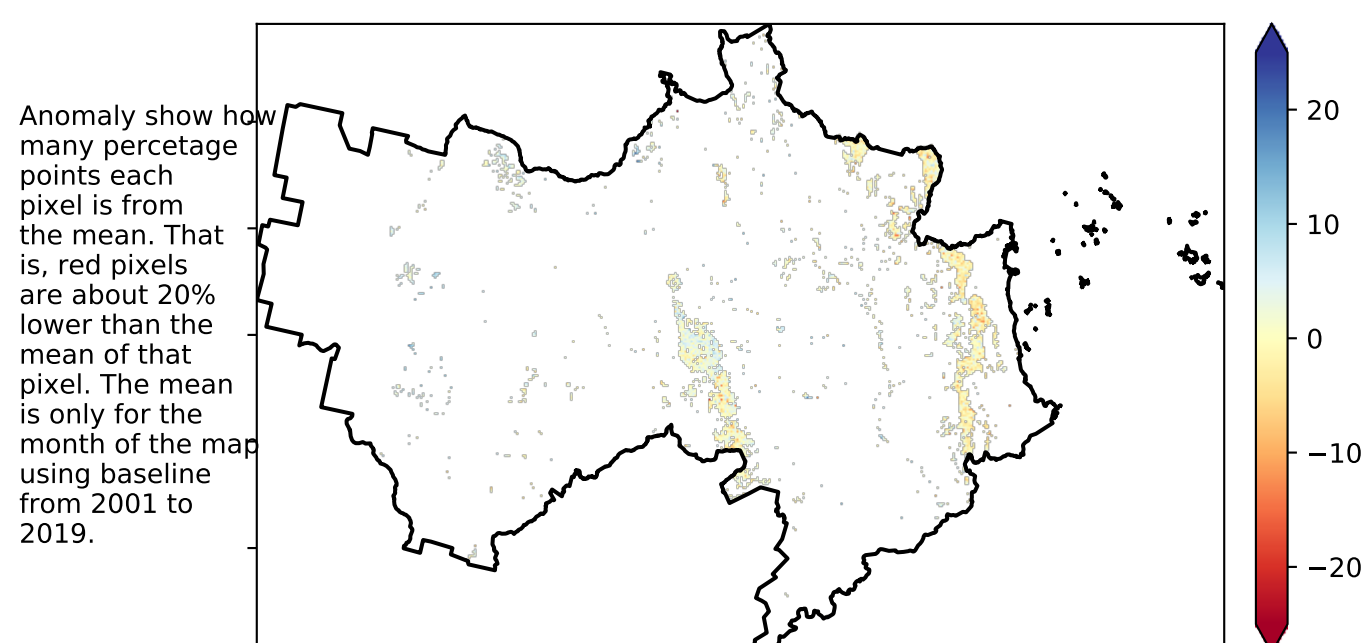 Anomaly show how
many percetage
points each
pixel is from
the mean. That
is, red pixels
are about 20%
lower than the
mean of that
pixel. The mean
is only for the
month of the map
using baseline
from 2001 to
2019.
20
10
0
−10
−20